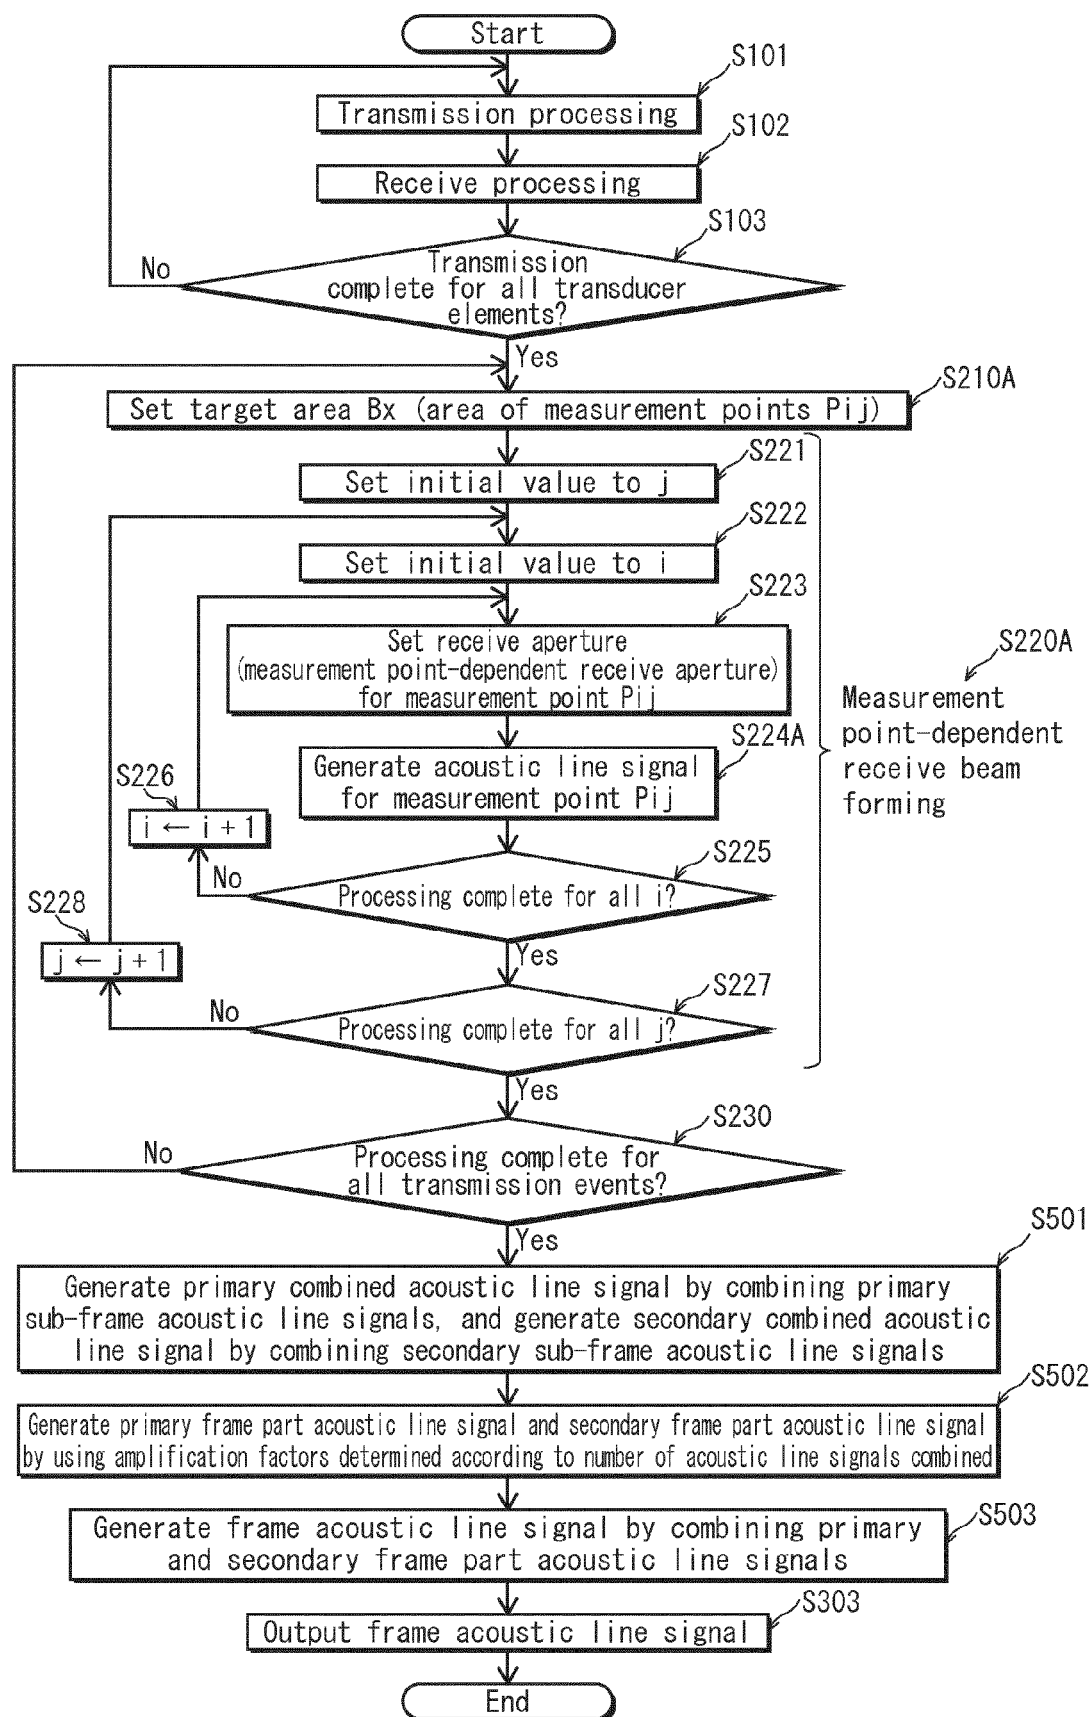 Start
S101
Transmission processing
S102
Receive processing
S103
Transmission
complete for all transducer
elements?
No
Yes
S210A
Set target area Bx (area of measurement points Pij)
S221
Set initial value to j
S222
Set initial value to i
S223
Set receive aperture
(measurement point-dependent receive aperture)
for measurement point Pij
S220A
Measurement
point-dependent
receive beam
forming
S224A
Generate acoustic line signal
for measurement point Pij
S226
i ← i + 1
S225
Processing complete for all i?
No
Yes
S228
j ← j + 1
S227
Processing complete for all j?
No
Yes
S230
Processing complete for
all transmission events?
No
Yes
S501
Generate primary combined acoustic line signal by combining primary
sub-frame acoustic line signals, and generate secondary combined acoustic
line signal by combining secondary sub-frame acoustic line signals
S502
Generate primary frame part acoustic line signal and secondary frame part acoustic line signal
by using amplification factors determined according to number of acoustic line signals combined
S503
Generate frame acoustic line signal by combining primary
and secondary frame part acoustic line signals
S303
Output frame acoustic line signal
End